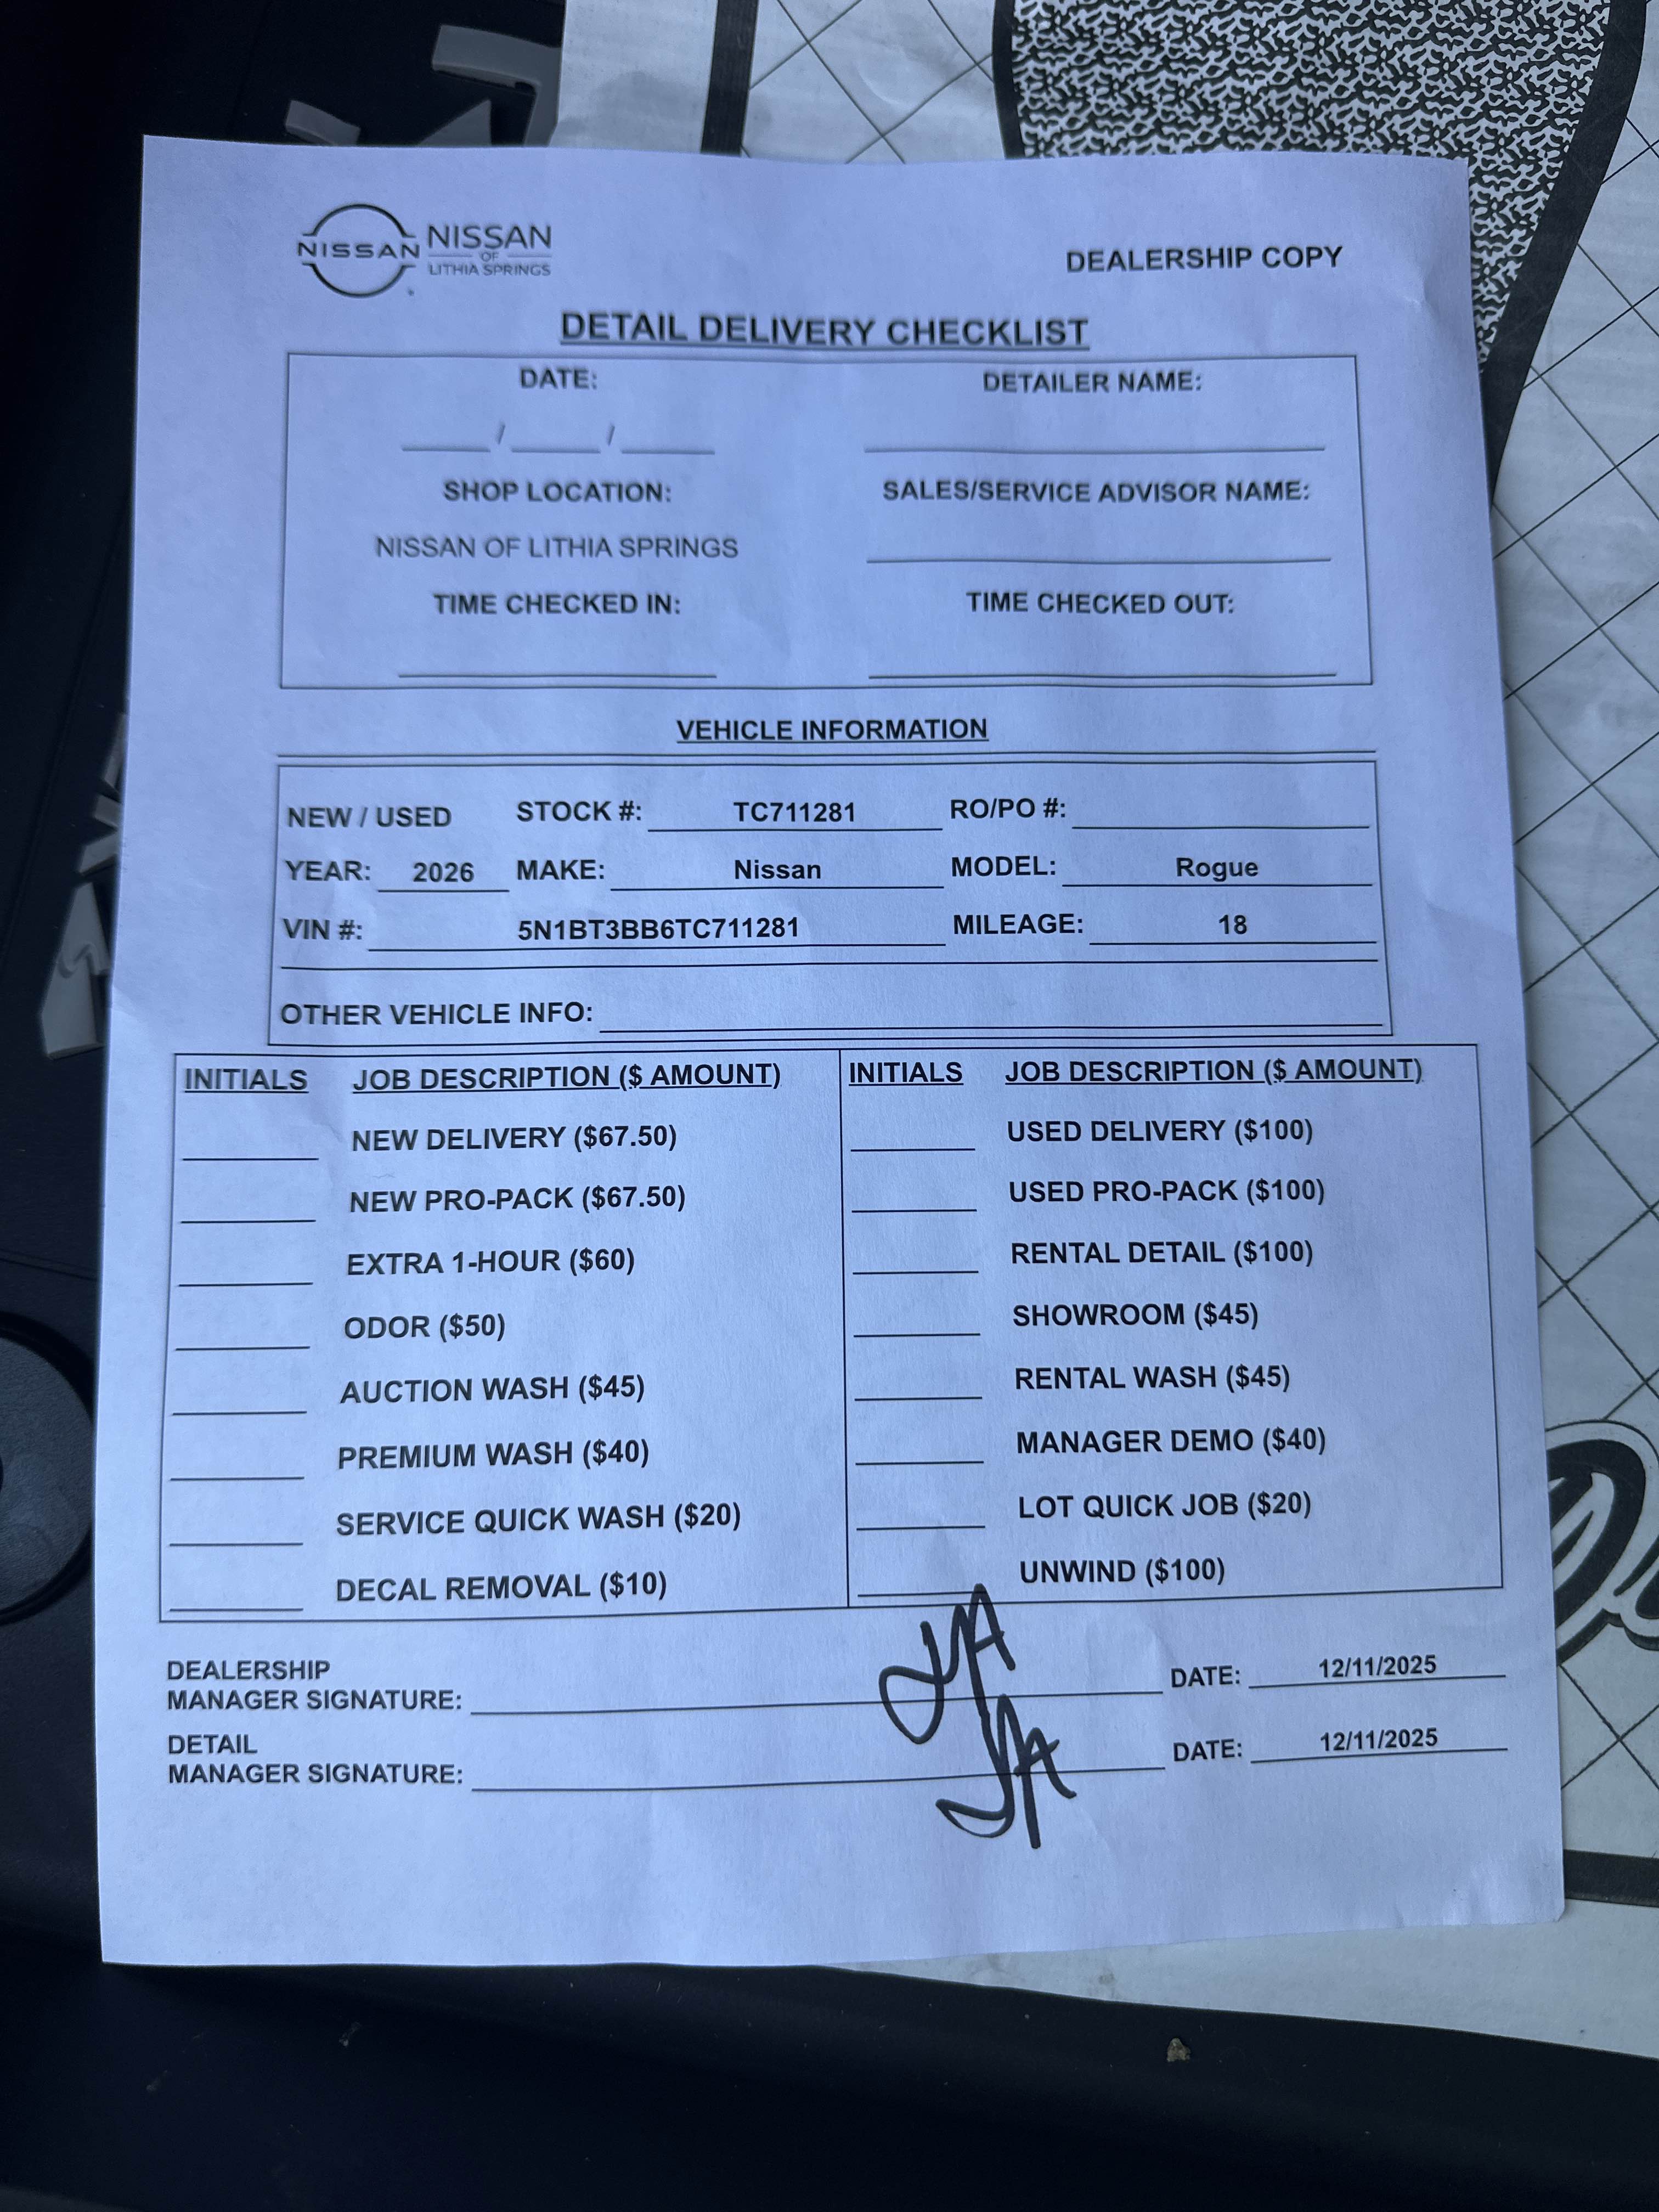 NISSAN NISSAN
OF
LITHIA SPRINGS
DEALERSHIP COPY
DETAIL DELIVERY CHECKLIST
DATE: DETAILER NAME:
/ /
SHOP LOCATION: SALES/SERVICE ADVISOR NAME:
NISSAN OF LITHIA SPRINGS
TIME CHECKED IN: TIME CHECKED OUT:
VEHICLE INFORMATION
NEW / USED STOCK #: TC711281 RO/PO #:
YEAR: 2026 MAKE: Nissan MODEL: Rogue
VIN #: 5N1BT3BB6TC711281 MILEAGE: 18
OTHER VEHICLE INFO:
INITIALS JOB DESCRIPTION ($ AMOUNT) INITIALS JOB DESCRIPTION ($ AMOUNT)
NEW DELIVERY ($67.50) USED DELIVERY ($100)
NEW PRO-PACK ($67.50) USED PRO-PACK ($100)
EXTRA 1-HOUR ($60) RENTAL DETAIL ($100)
ODOR ($50) SHOWROOM ($45)
AUCTION WASH ($45) RENTAL WASH ($45)
PREMIUM WASH ($40) MANAGER DEMO ($40)
SERVICE QUICK WASH ($20) LOT QUICK JOB ($20)
DECAL REMOVAL ($10) UNWIND ($100)
DEALERSHIP
MANAGER SIGNATURE: DATE: 12/11/2025
DETAIL
MANAGER SIGNATURE: DATE: 12/11/2025